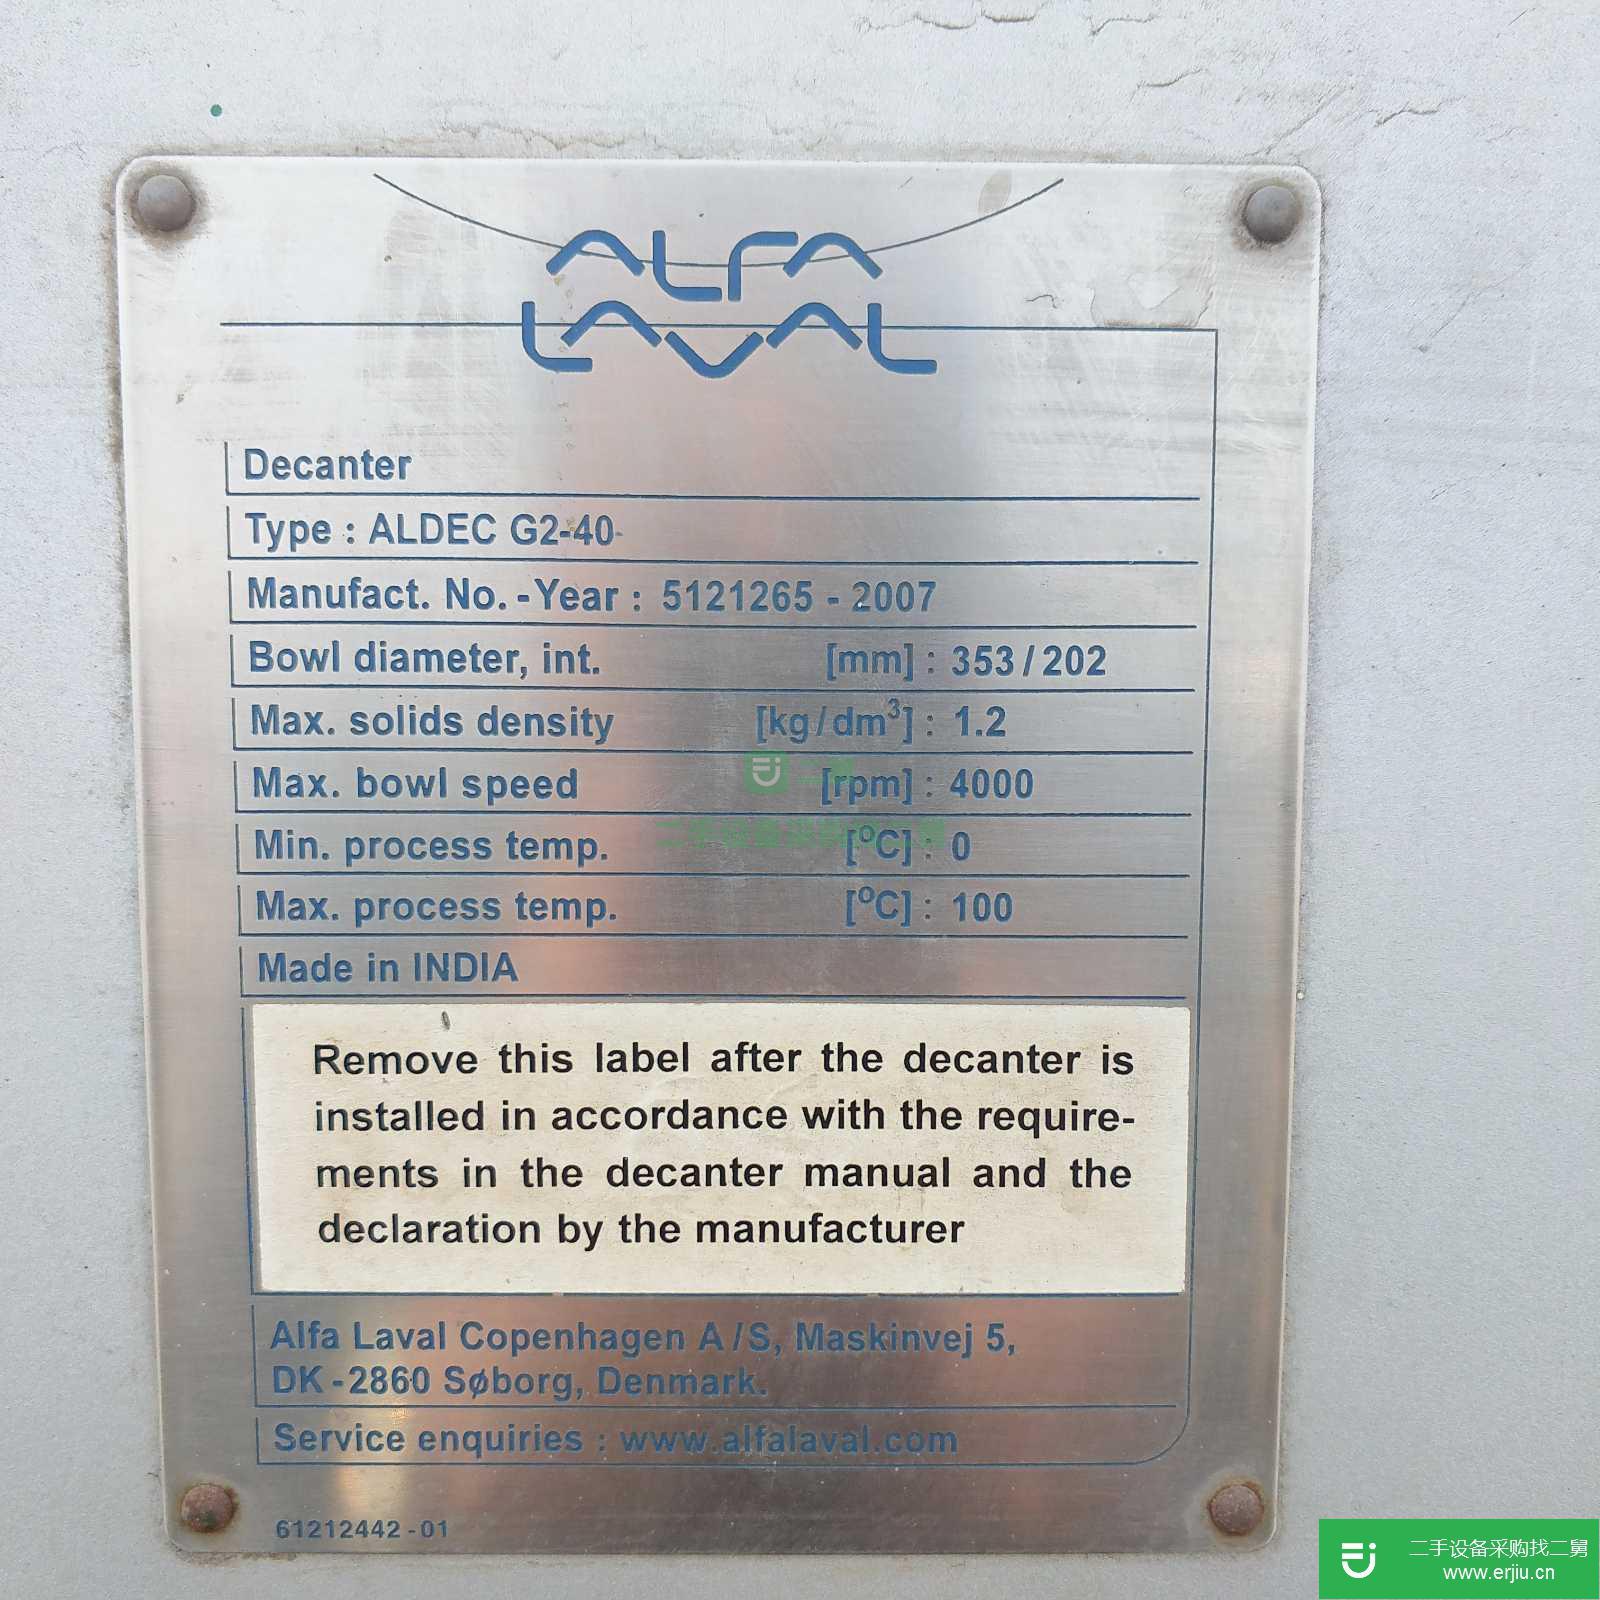 ALFA
LAVAL
Decanter
Type : ALDEC G2-40
Manufact. No. - Year : 5121265 - 2007
Bowl diameter, int. [mm] : 353 / 202
Max. solids density [kg/dm³] : 1.2
Max. bowl speed [rpm] : 4000
Min. process temp. [°C] : 0
Max. process temp. [°C] : 100
Made in INDIA
Remove this label after the decanter is
installed in accordance with the require-
ments in the decanter manual and the
declaration by the manufacturer
Alfa Laval Copenhagen A/S, Maskinvej 5,
DK-2860 Søborg, Denmark.
Service enquiries : www.alfalaval.com
61212442-01
二手设备采购找二舅
www.erjiu.cn